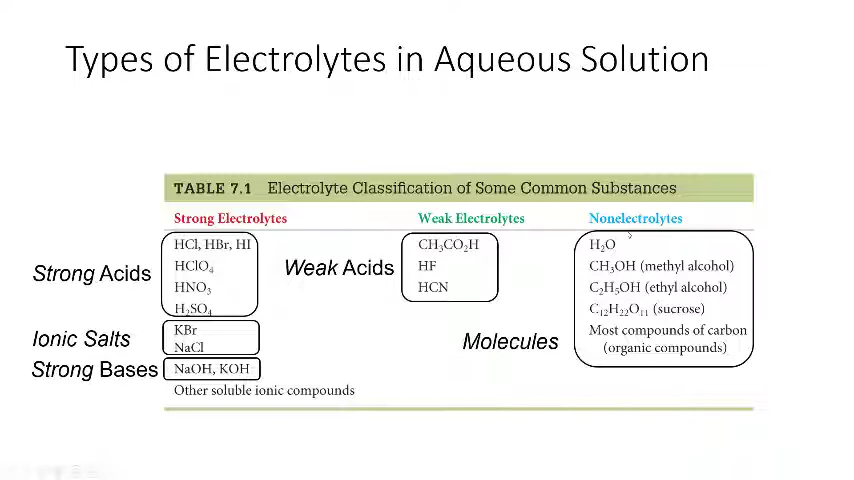 Types of Electrolytes in Aqueous Solution
TABLE 7.1 Electrolyte Classification of Some Common Substances
Strong Electrolytes Weak Electrolytes Nonelectrolytes
Strong Acids
HCl, HBr, HI
HClO₄
HNO₃
H₂SO₄
Ionic Salts
KBr
NaCl
Strong Bases
NaOH, KOH
Other soluble ionic compounds
Weak Acids
CH₃CO₂H
HF
HCN
Molecules
H₂O
CH₃OH (methyl alcohol)
C₂H₅OH (ethyl alcohol)
C₁₂H₂₂O₁₁ (sucrose)
Most compounds of carbon
(organic compounds)